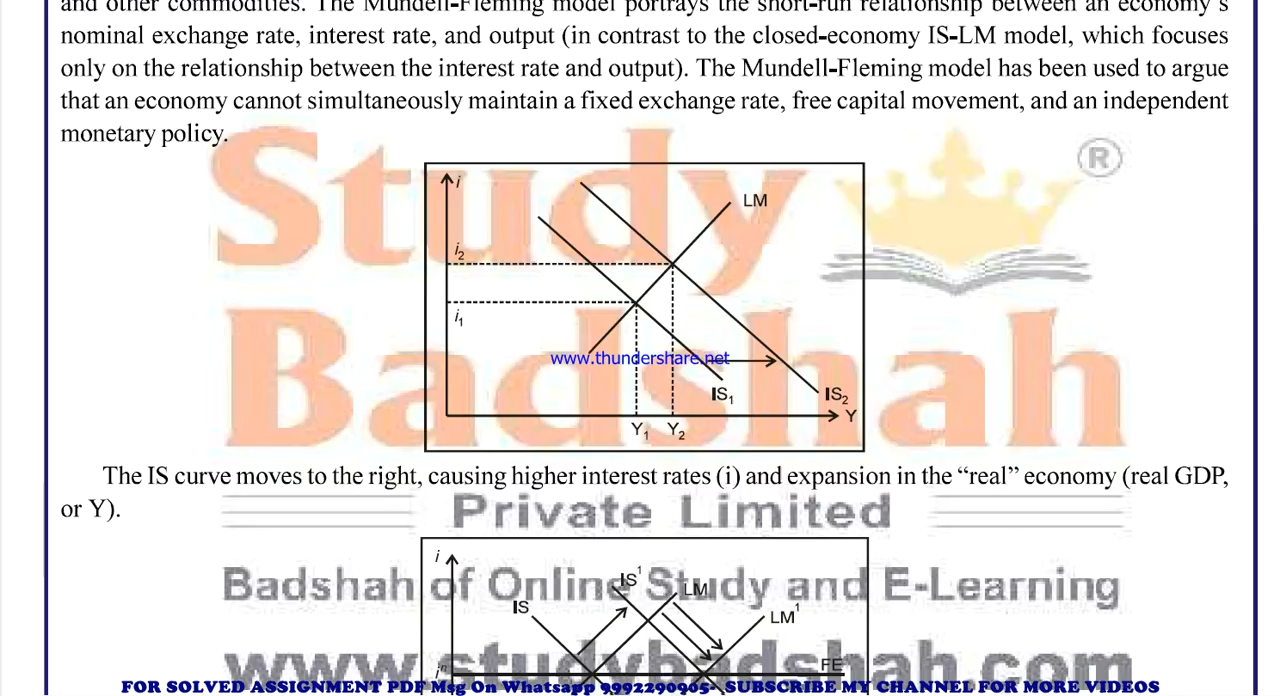 and other commodities. The Mundell-Fleming model portrays the short-run relationship between an economy's
nominal exchange rate, interest rate, and output (in contrast to the closed-economy IS-LM model, which focuses
only on the relationship between the interest rate and output). The Mundell-Fleming model has been used to argue
that an economy cannot simultaneously maintain a fixed exchange rate, free capital movement, and an independent
monetary policy.
Study ®
Badshah
i
LM
i2
i1
www.thundershare.net
IS1 IS2
Y
Y1 Y2
The IS curve moves to the right, causing higher interest rates (i) and expansion in the “real” economy (real GDP,
or Y).
Private Limited
i
Badshah of Online Study and E-Learning
IS1 LM
IS
LM1
FE
www.studybadshah.com
FOR SOLVED ASSIGNMENT PDF Msg On Whatsapp 9992290905- SUBSCRIBE MY CHANNEL FOR MORE VIDEOS